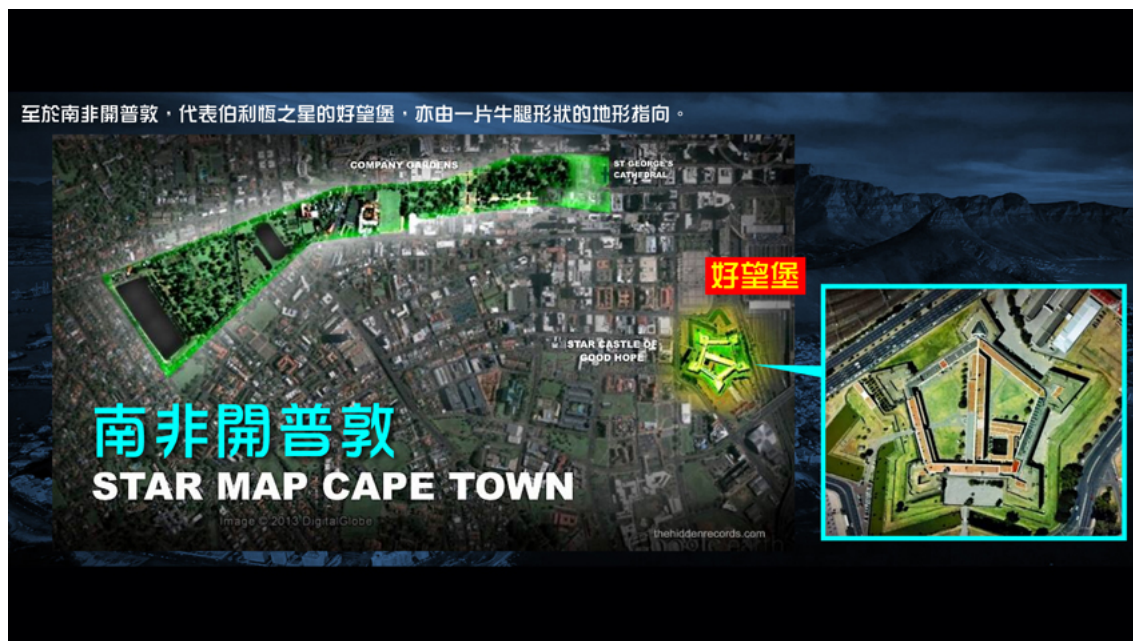 至於南非開普敦，代表伯利恆之星的好望堡，亦由一片牛腿形狀的地形指向。
COMPANY GARDENS
ST GEORGE'S
CATHEDRAL
好望堡
STAR CASTLE OF
GOOD HOPE
南非開普敦
STAR MAP CAPE TOWN
Image © 2013 DigitalGlobe
thehiddenrecords.com